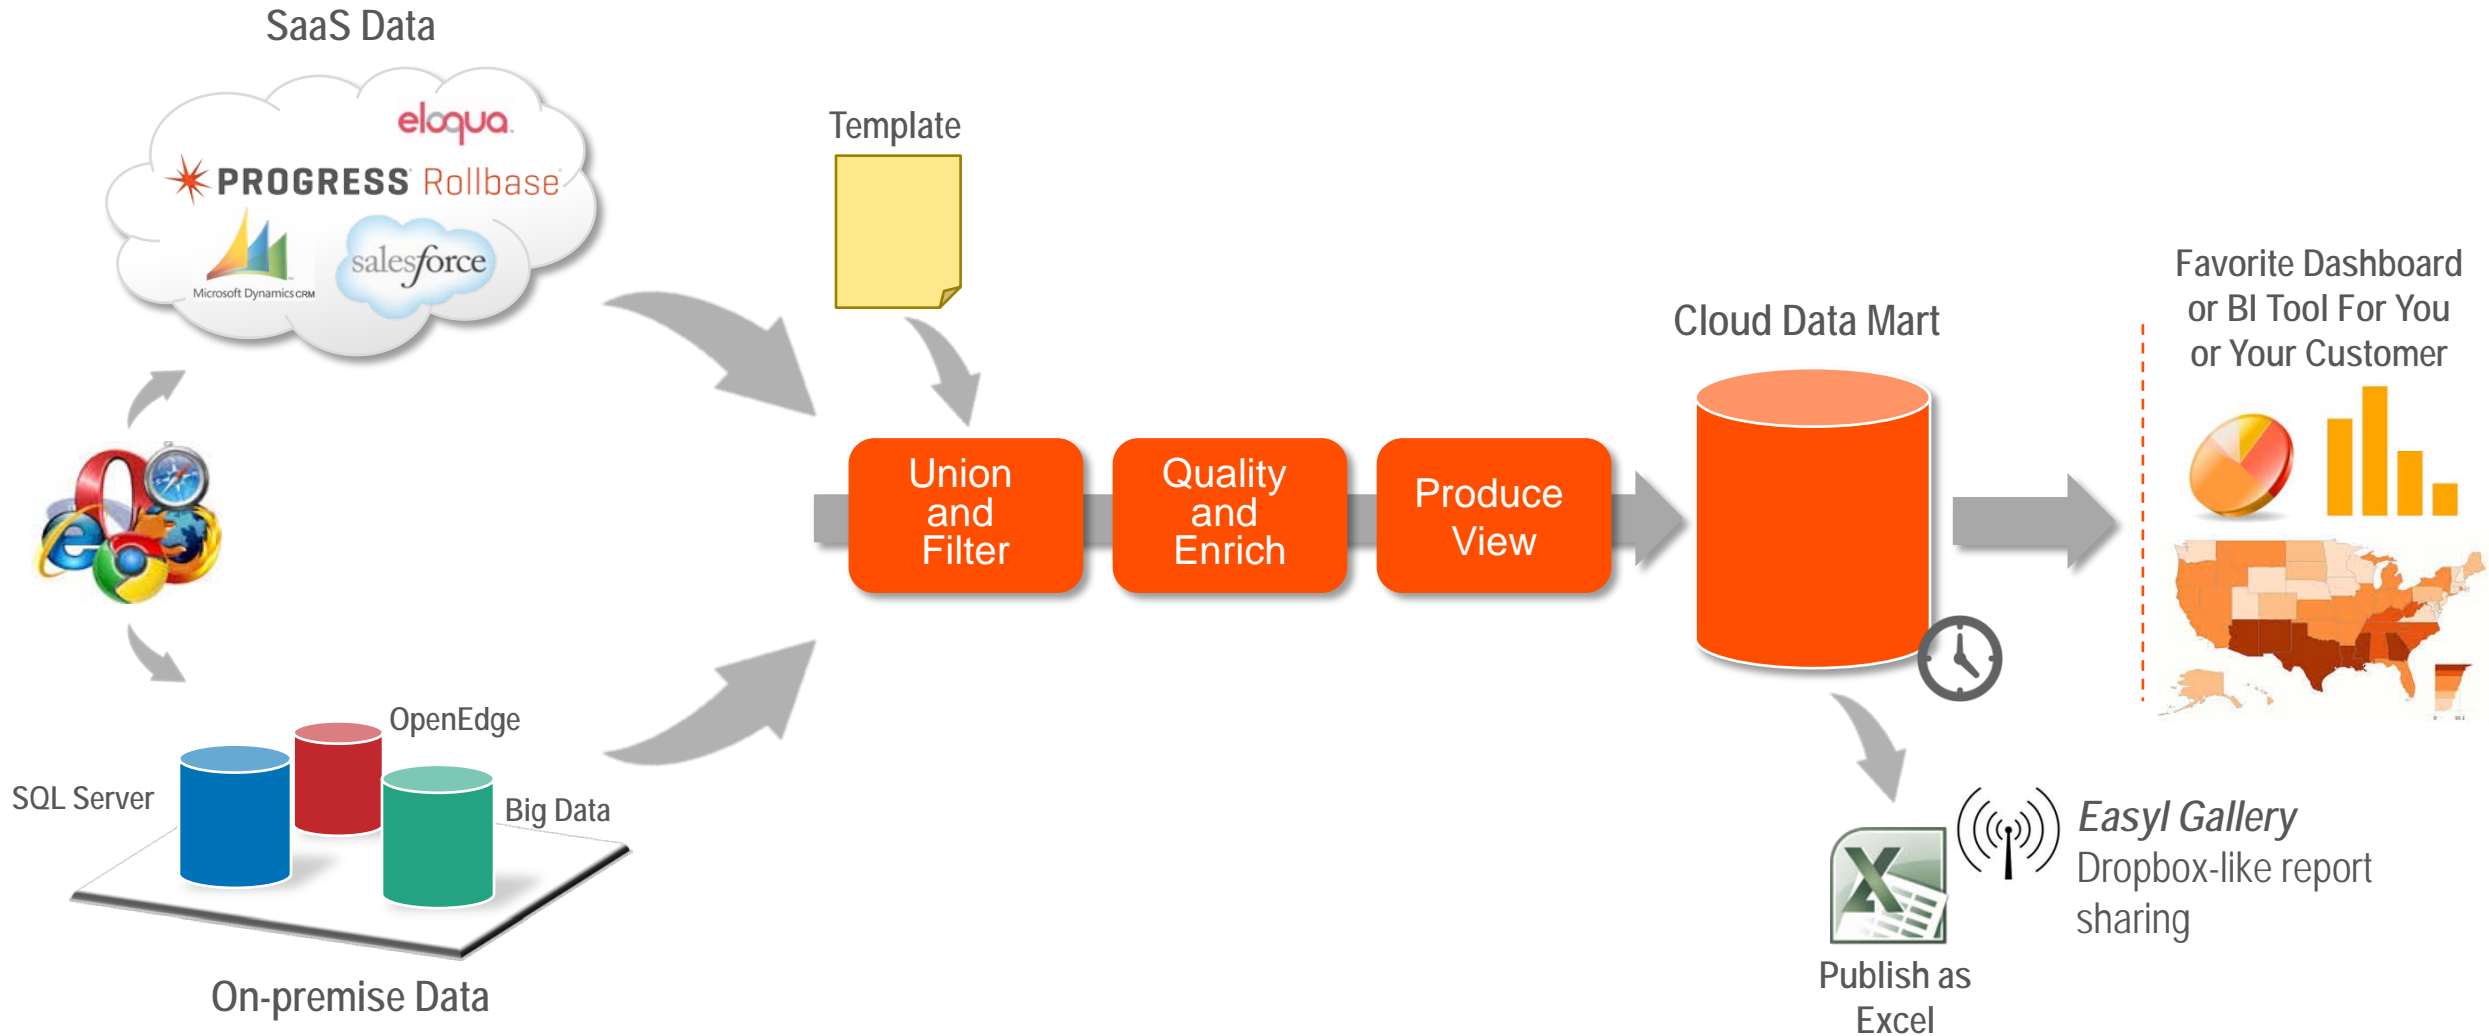 SaaS Data
eloqua
PROGRESS Rollbase
Microsoft Dynamics CRM
salesforce
Template
Union
and
Filter
Quality
and
Enrich
Produce
View
Cloud Data Mart
Favorite Dashboard
or BI Tool For You
or Your Customer
OpenEdge
SQL Server
Big Data
On-premise Data
Easyl Gallery
Dropbox-like report
sharing
Publish as
Excel